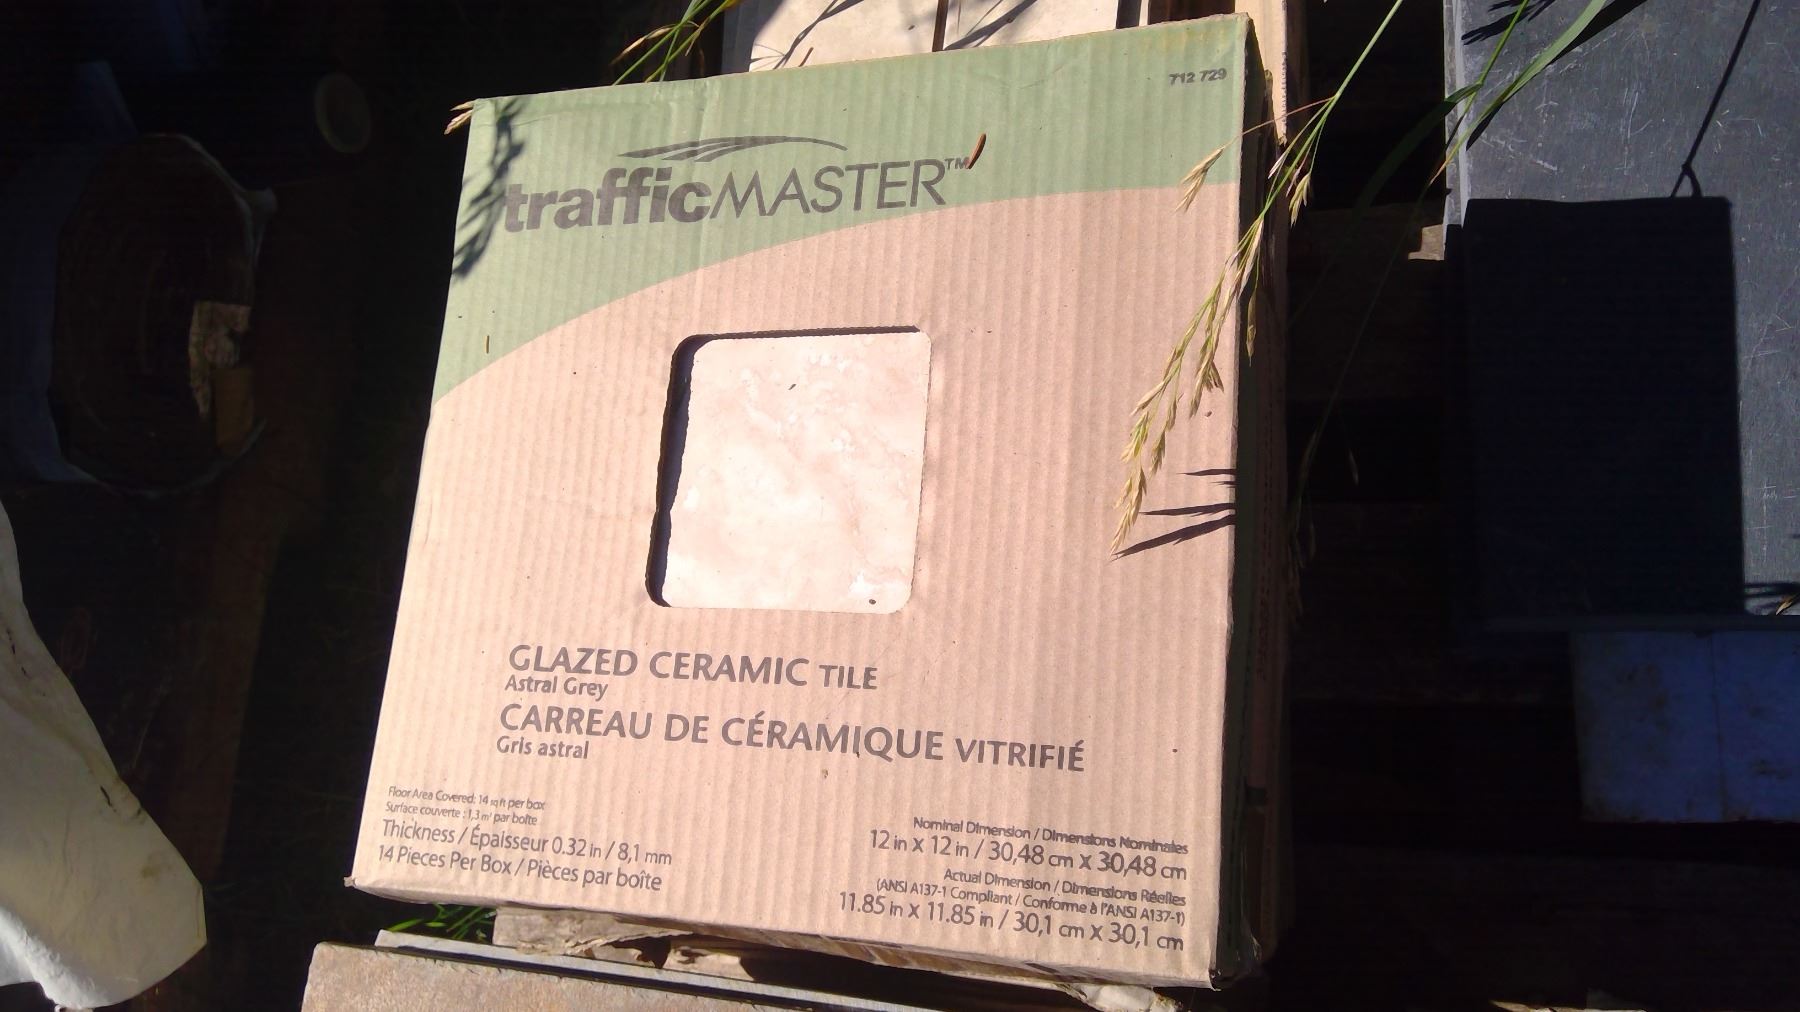 712 729
trafficMASTER™
GLAZED CERAMIC TILE
Astral Grey
CARREAU DE CÉRAMIQUE VITRIFIÉ
Gris astral
Floor Area Covered: 14 sq ft per box
Surface couverte : 1,3 m² par boîte
Thickness / Épaisseur 0.32 in / 8,1 mm
14 Pieces Per Box / Pièces par boîte
Nominal Dimension / Dimensions Nominales
12 in x 12 in / 30,48 cm x 30,48 cm
Actual Dimension / Dimensions Réelles
(ANSI A137-1 Compliant / Conforme à l'ANSI A137-1)
11.85 in x 11.85 in / 30,1 cm x 30,1 cm